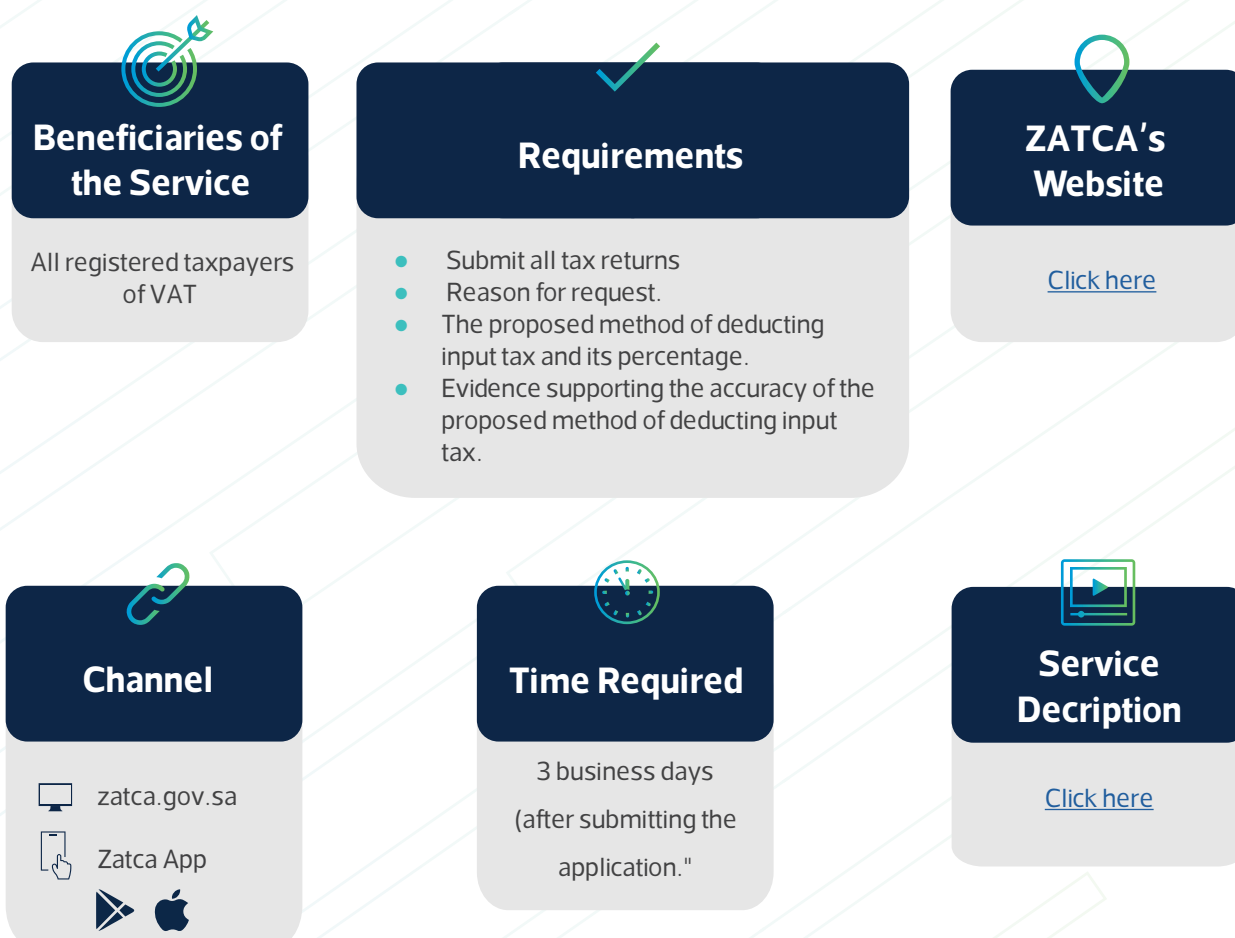 Beneficiaries of
the Service
All registered taxpayers
of VAT
Requirements
Submit all tax returns
Reason for request.
The proposed method of deducting
input tax and its percentage.
Evidence supporting the accuracy of the
proposed method of deducting input
tax.
ZATCA's
Website
Click here
Channel
zatca.gov.sa
Zatca App
Time Required
3 business days
(after submitting the
application."
Service
Decription
Click here